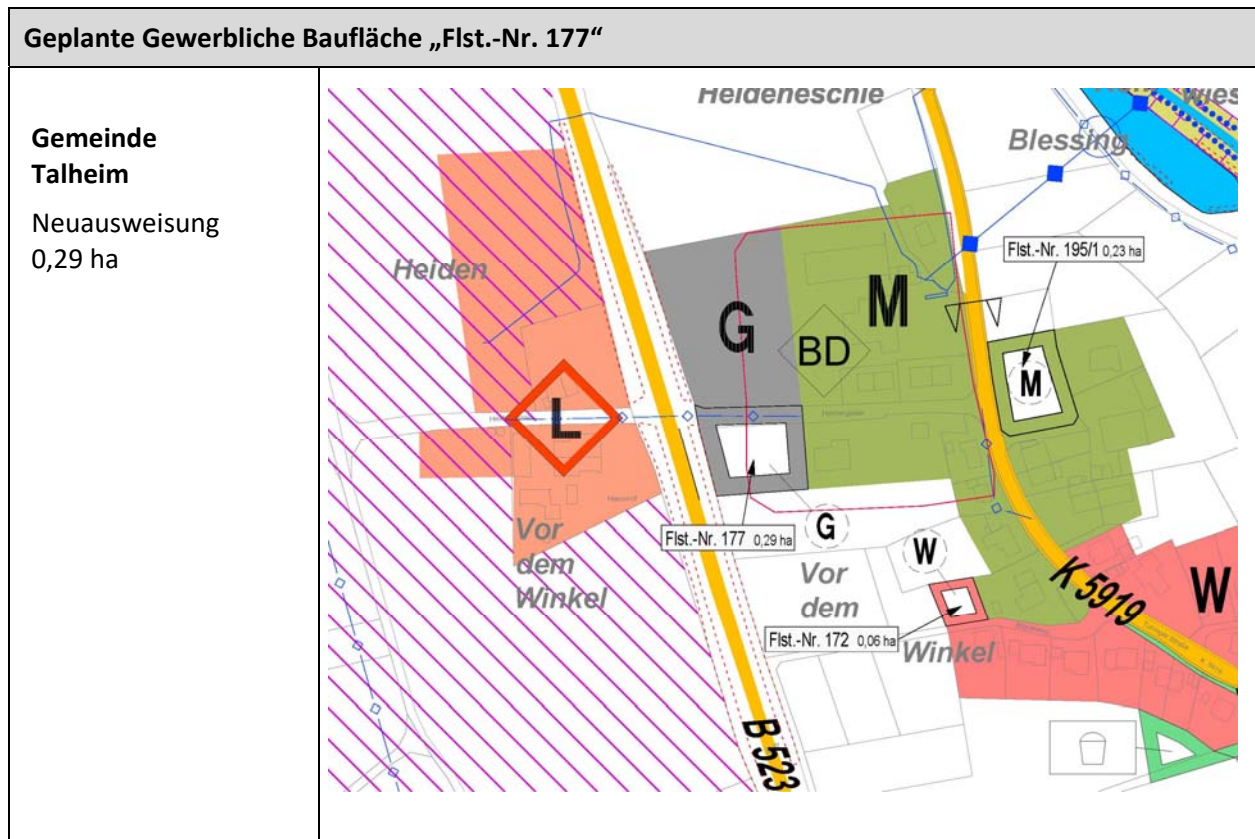 Geplante Gewerbliche Baufläche „Flst.-Nr. 177“
Gemeinde
Talheim
Neuausweisung
0,29 ha
Blessing
Flst.-Nr. 195/1 0,23 ha
Heiden
G
M
BD
M
L
Vor
dem
Winkel
Flst.-Nr. 177 0,29 ha
G
W
Vor
dem
Winkel
K 5919
W
Flst.-Nr. 172 0,06 ha
B 523